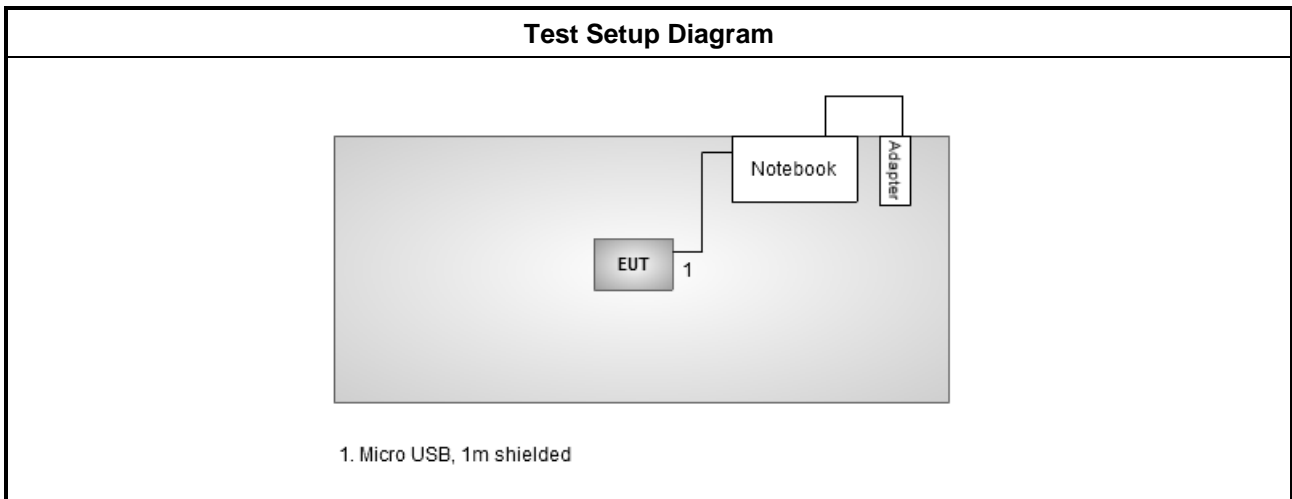 Test Setup Diagram
Notebook
Adapter
EUT
1
1. Micro USB, 1m shielded